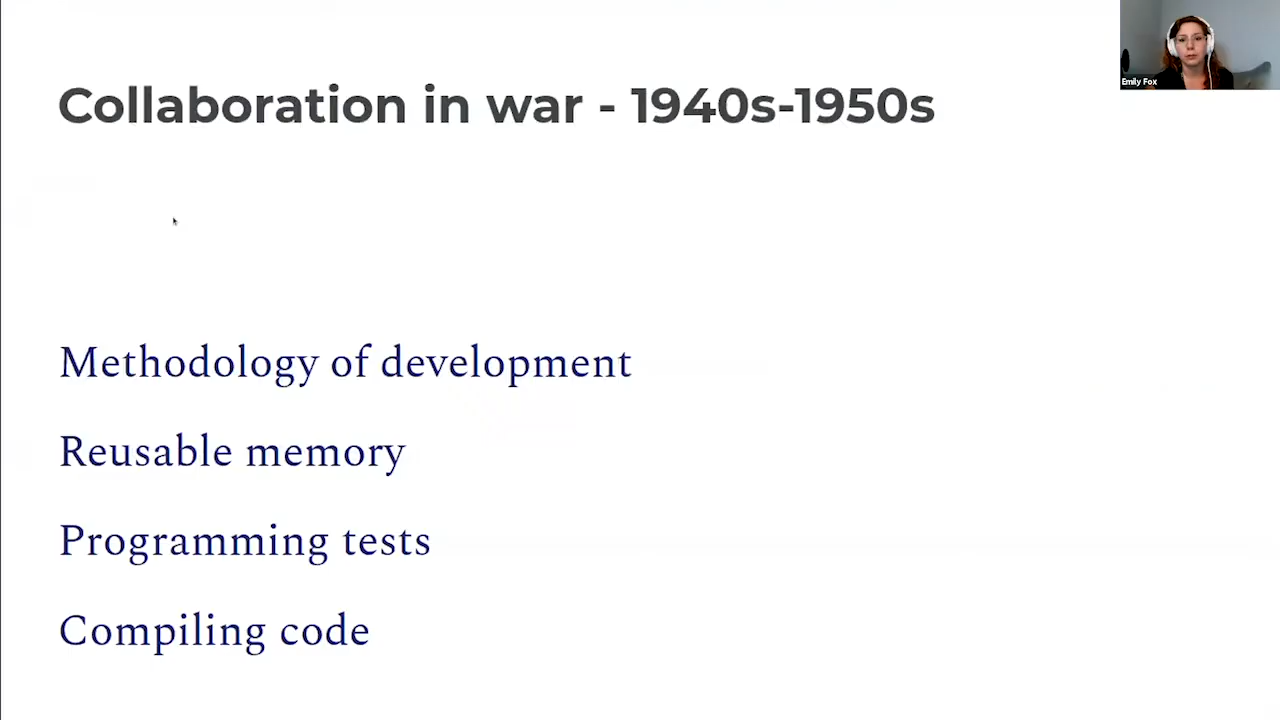 Collaboration in war - 1940s-1950s
Emily Fox
Methodology of development
Reusable memory
Programming tests
Compiling code